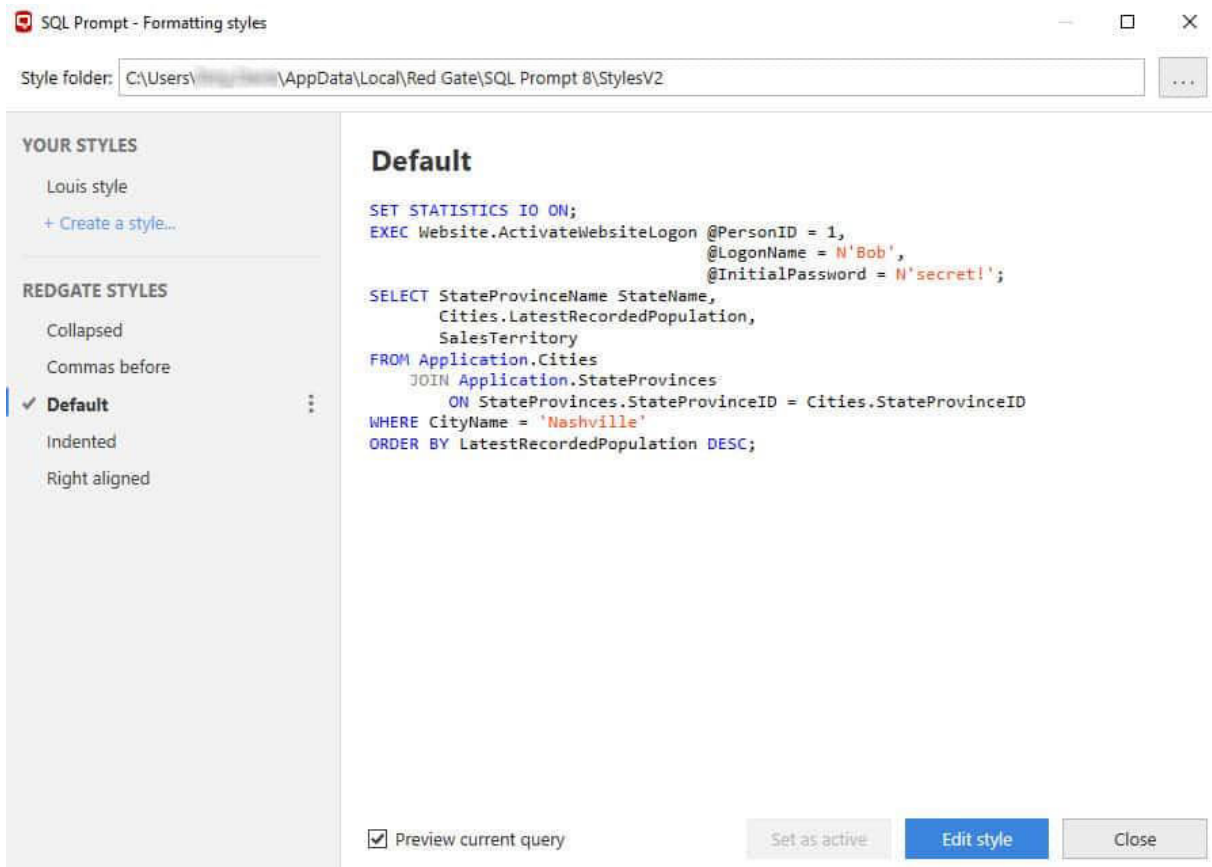 SQL Prompt - Formatting styles
Style folder: C:\Users\ \AppData\Local\Red Gate\SQL Prompt 8\StylesV2
...
YOUR STYLES
Louis style
+ Create a style...
REDGATE STYLES
Collapsed
Commas before
Default
Indented
Right aligned
Default
SET STATISTICS IO ON;
EXEC Website.ActivateWebsiteLogon @PersonID = 1,
@LogonName = N'Bob',
@InitialPassword = N'secret!';
SELECT StateProvinceName StateName,
Cities.LatestRecordedPopulation,
SalesTerritory
FROM Application.Cities
JOIN Application.StateProvinces
ON StateProvinces.StateProvinceID = Cities.StateProvinceID
WHERE CityName = 'Nashville'
ORDER BY LatestRecordedPopulation DESC;
Preview current query
Set as active
Edit style
Close